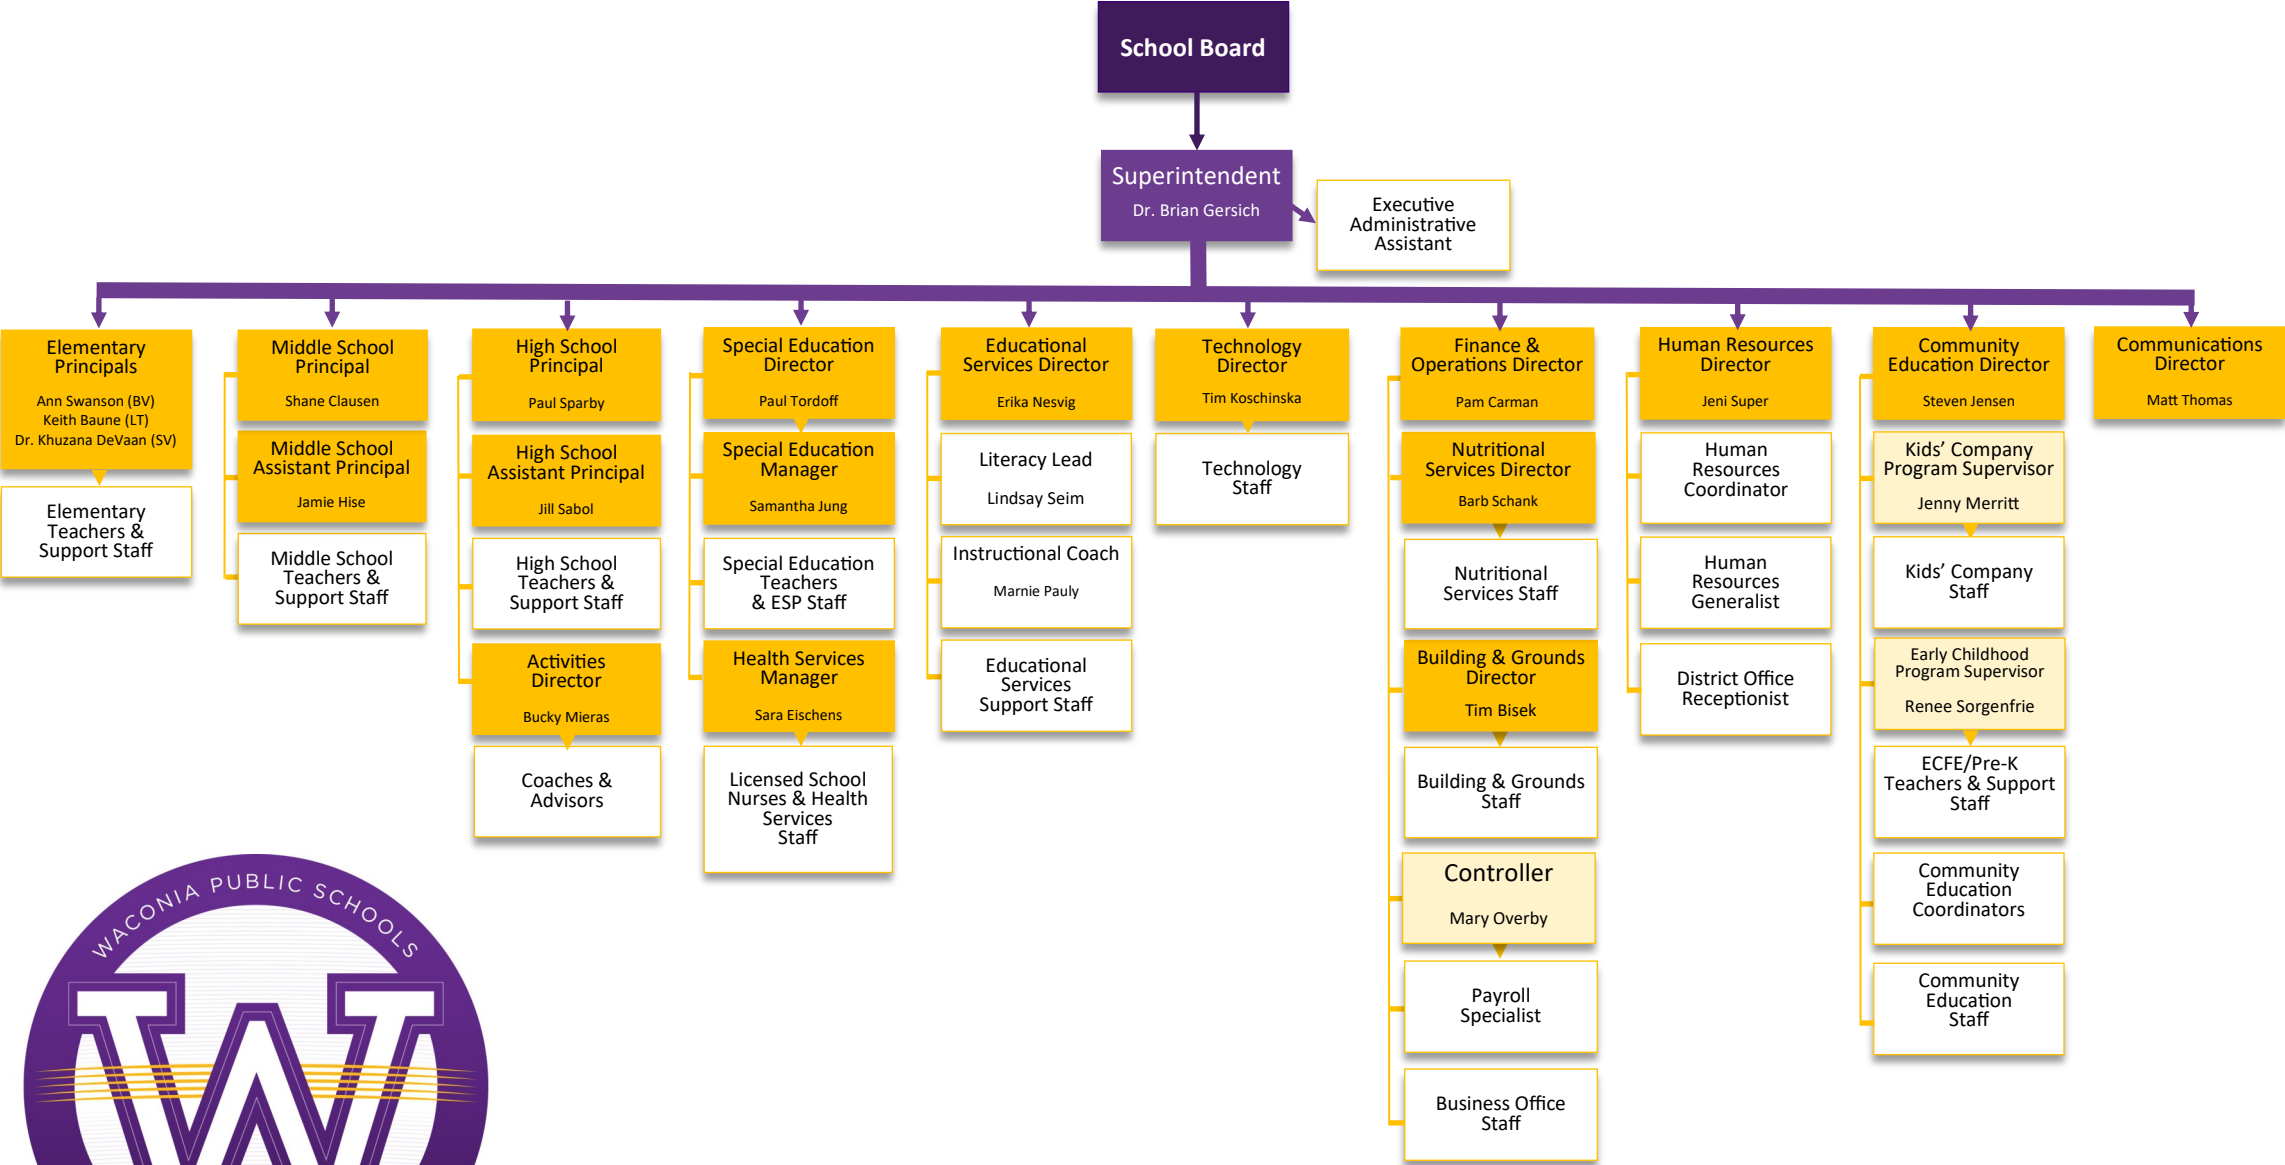 School Board
Superintendent
Dr. Brian Gersich
Executive
Administrative
Assistant
Elementary
Principals
Ann Swanson (BV)
Keith Baune (LT)
Dr. Khuzana DeVaan (SV)
Elementary
Teachers &
Support Staff
Middle School
Principal
Shane Clausen
Middle School
Assistant Principal
Jamie Hise
Middle School
Teachers &
Support Staff
High School
Principal
Paul Sparby
High School
Assistant Principal
Jill Sabol
High School
Teachers &
Support Staff
Activities
Director
Bucky Mieras
Coaches &
Advisors
Special Education
Director
Paul Tordoff
Special Education
Manager
Samantha Jung
Special Education
Teachers
& ESP Staff
Health Services
Manager
Sara Eischens
Licensed School
Nurses & Health
Services
Staff
Educational
Services Director
Erika Nesvig
Literacy Lead
Lindsay Seim
Instructional Coach
Marnie Pauly
Educational
Services
Support Staff
Technology
Director
Tim Koschinska
Technology
Staff
Finance &
Operations Director
Pam Carman
Nutritional
Services Director
Barb Schank
Nutritional
Services Staff
Building & Grounds
Director
Tim Bisek
Building & Grounds
Staff
Controller
Mary Overby
Payroll
Specialist
Business Office
Staff
Human Resources
Director
Jeni Super
Human
Resources
Coordinator
Human
Resources
Generalist
District Office
Receptionist
Community
Education Director
Steven Jensen
Kids’ Company
Program Supervisor
Jenny Merritt
Kids’ Company
Staff
Early Childhood
Program Supervisor
Renee Sorgenfrie
ECFE/Pre-K
Teachers & Support
Staff
Community
Education
Coordinators
Community
Education
Staff
Communications
Director
Matt Thomas
WACONIA PUBLIC SCHOOLS
W